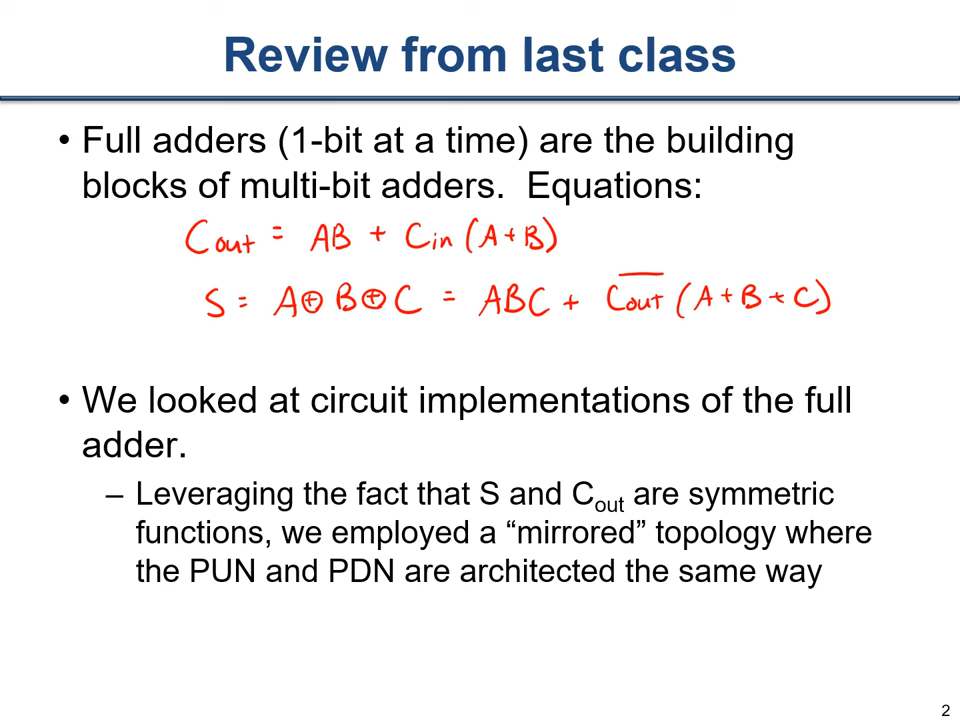 Review from last class
• Full adders (1-bit at a time) are the building
blocks of multi-bit adders. Equations:
Cout = AB + Cin (A+B)
S = A⊕B⊕C = ABC + C̅o̅u̅t̅ (A+B+C)
• We looked at circuit implementations of the full
adder.
– Leveraging the fact that S and Cout are symmetric
functions, we employed a “mirrored” topology where
the PUN and PDN are architected the same way
2